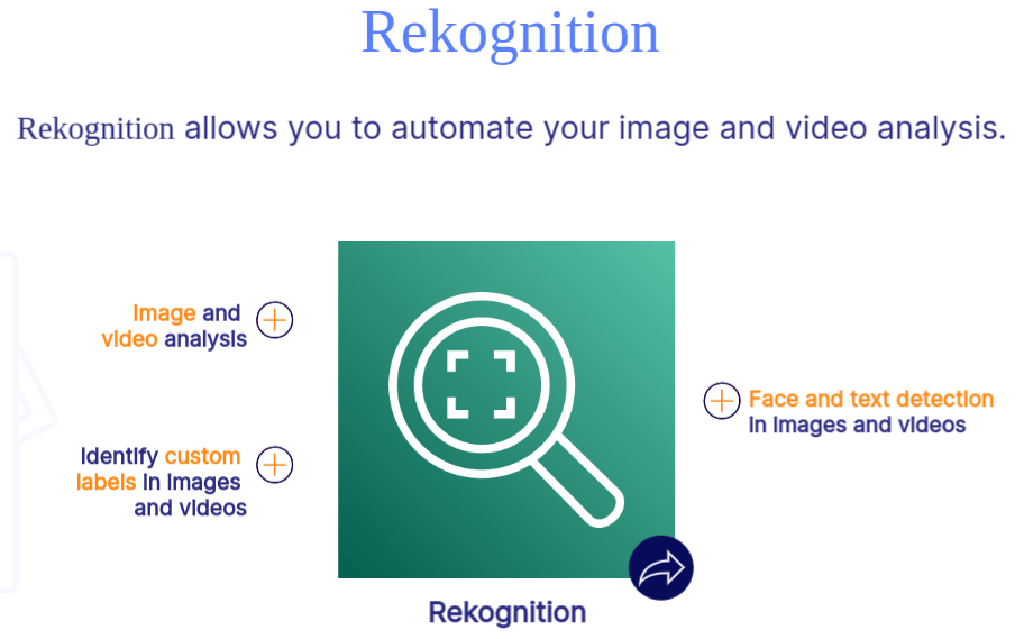 Rekognition
Rekognition allows you to automate your image and video analysis.
Image and
video analysis
Identify custom
labels in images
and videos
Face and text detection
in images and videos
Rekognition